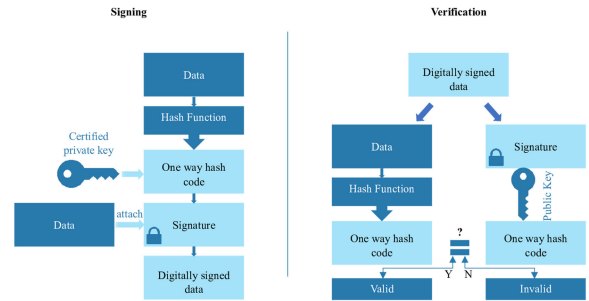 Signing
Data
Hash Function
Certified
private key
One way hash
code
Data
attach
Signature
Digitally signed
data
Verification
Digitally signed
data
Data
Signature
Hash Function
Public Key
One way hash
code
?
One way hash
code
Y
N
Valid
Invalid